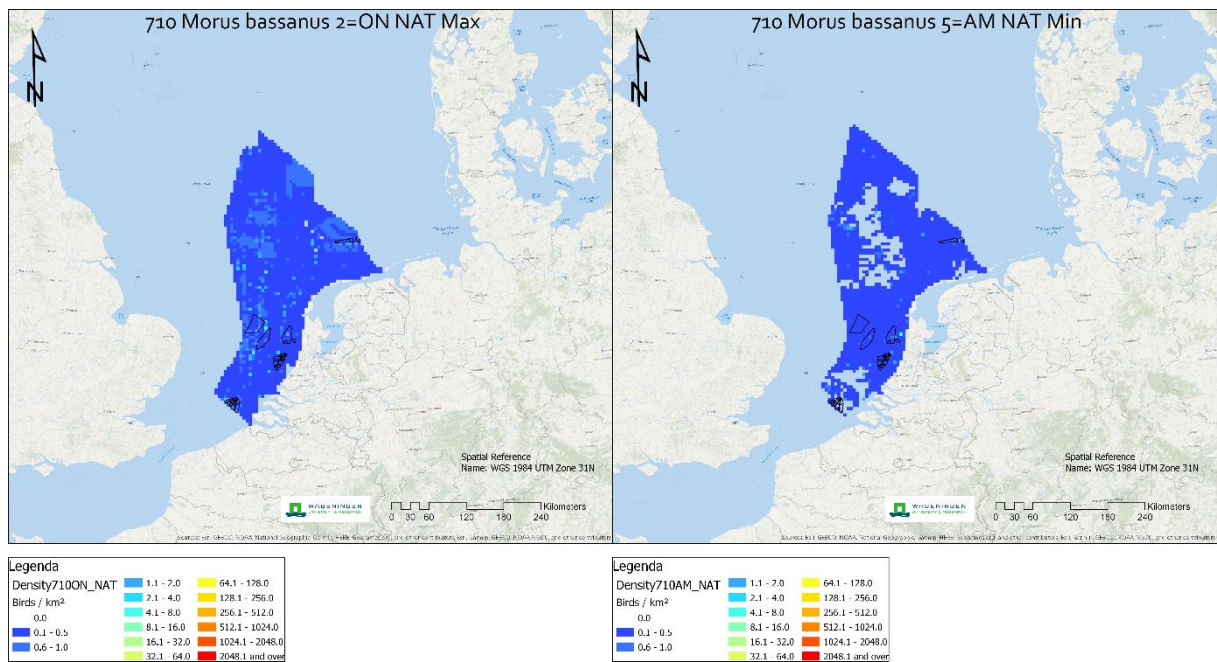 710 Morus bassanus 2=ON NAT Max
N
Spatial Reference
Name: WGS 1984 UTM Zone 31N
WAGENINGEN
UNIVERSITY & RESEARCH
Kilometers
0 30 60 120 180 240
710 Morus bassanus 5=AM NAT Min
N
Spatial Reference
Name: WGS 1984 UTM Zone 31N
WAGENINGEN
UNIVERSITY & RESEARCH
Kilometers
0 30 60 120 180 240
Legenda
Density710ON_NAT
Birds / km²
0.0
0.1 - 0.5
0.6 - 1.0
1.1 - 2.0
2.1 - 4.0
4.1 - 8.0
8.1 - 16.0
16.1 - 32.0
32.1 - 64.0
64.1 - 128.0
128.1 - 256.0
256.1 - 512.0
512.1 - 1024.0
1024.1 - 2048.0
2048.1 and over
Legenda
Density710AM_NAT
Birds / km²
0.0
0.1 - 0.5
0.6 - 1.0
1.1 - 2.0
2.1 - 4.0
4.1 - 8.0
8.1 - 16.0
16.1 - 32.0
32.1 - 64.0
64.1 - 128.0
128.1 - 256.0
256.1 - 512.0
512.1 - 1024.0
1024.1 - 2048.0
2048.1 and over